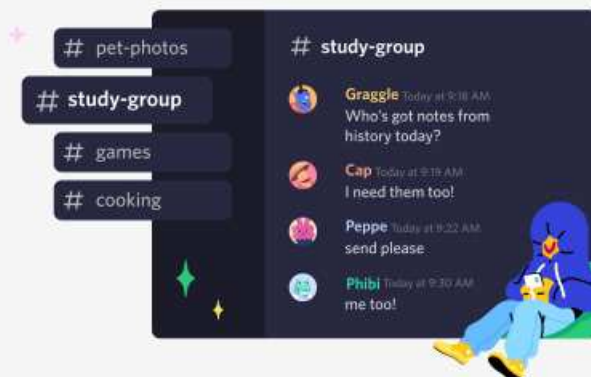 # pet-photos
# study-group
# games
# cooking
# study-group
Graggle Today at 9:18 AM
Who's got notes from
history today?
Cap Today at 9:19 AM
I need them too!
Peppe Today at 9:22 AM
send please
Phibi Today at 9:30 AM
me too!